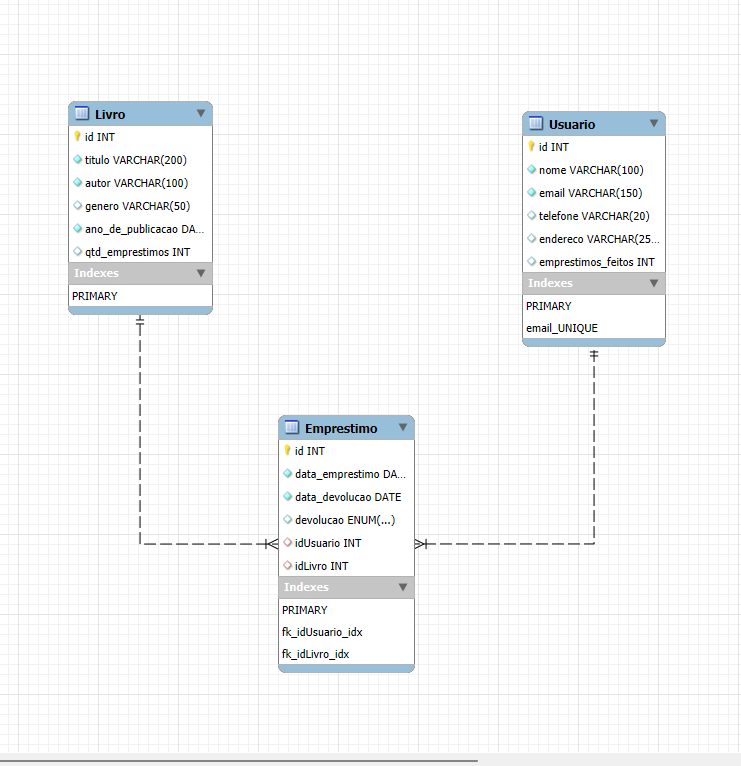 Livro
id INT
titulo VARCHAR(200)
autor VARCHAR(100)
genero VARCHAR(50)
ano_de_publicacao DA...
qtd_emprestimos INT
Indexes
PRIMARY
Usuario
id INT
nome VARCHAR(100)
email VARCHAR(150)
telefone VARCHAR(20)
endereco VARCHAR(25...
emprestimos_feitos INT
Indexes
PRIMARY
email_UNIQUE
Emprestimo
id INT
data_emprestimo DA...
data_devolucao DATE
devolucao ENUM(...)
idUsuario INT
idLivro INT
Indexes
PRIMARY
fk_idUsuario_idx
fk_idLivro_idx